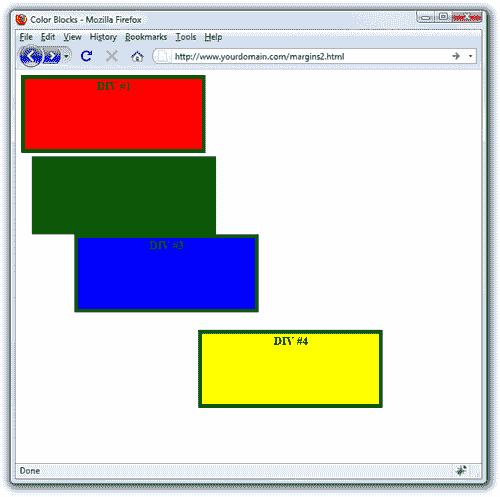 Color Blocks - Mozilla Firefox
File Edit View History Bookmarks Tools Help
http://www.yourdomain.com/margins2.html
DIV #1
DIV #3
DIV #4
Done